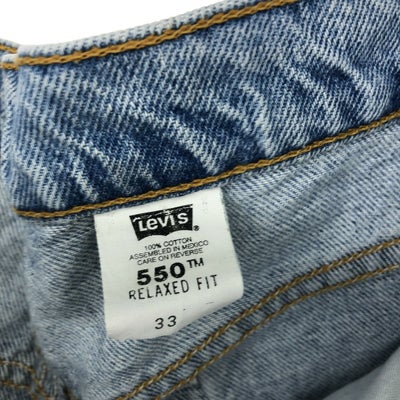 Levi's®
100% COTTON
ASSEMBLED IN MEXICO
CARE ON REVERSE
550™
RELAXED FIT
33